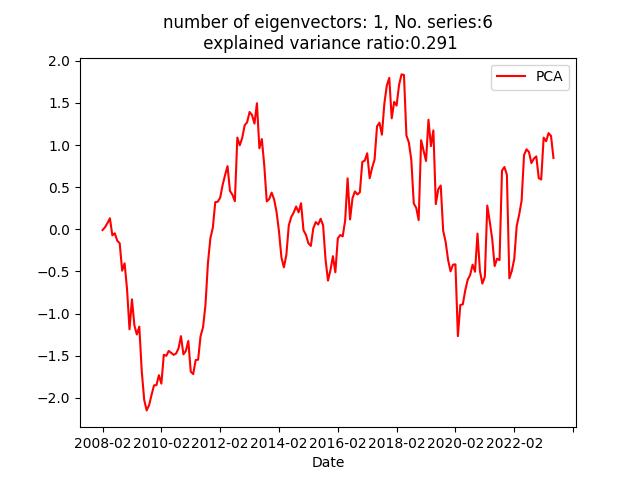 number of eigenvectors: 1, No. series:6
explained variance ratio:0.291
PCA
2.0
1.5
1.0
0.5
0.0
−0.5
−1.0
−1.5
−2.0
2008-02 2010-02 2012-02 2014-02 2016-02 2018-02 2020-02 2022-02
Date